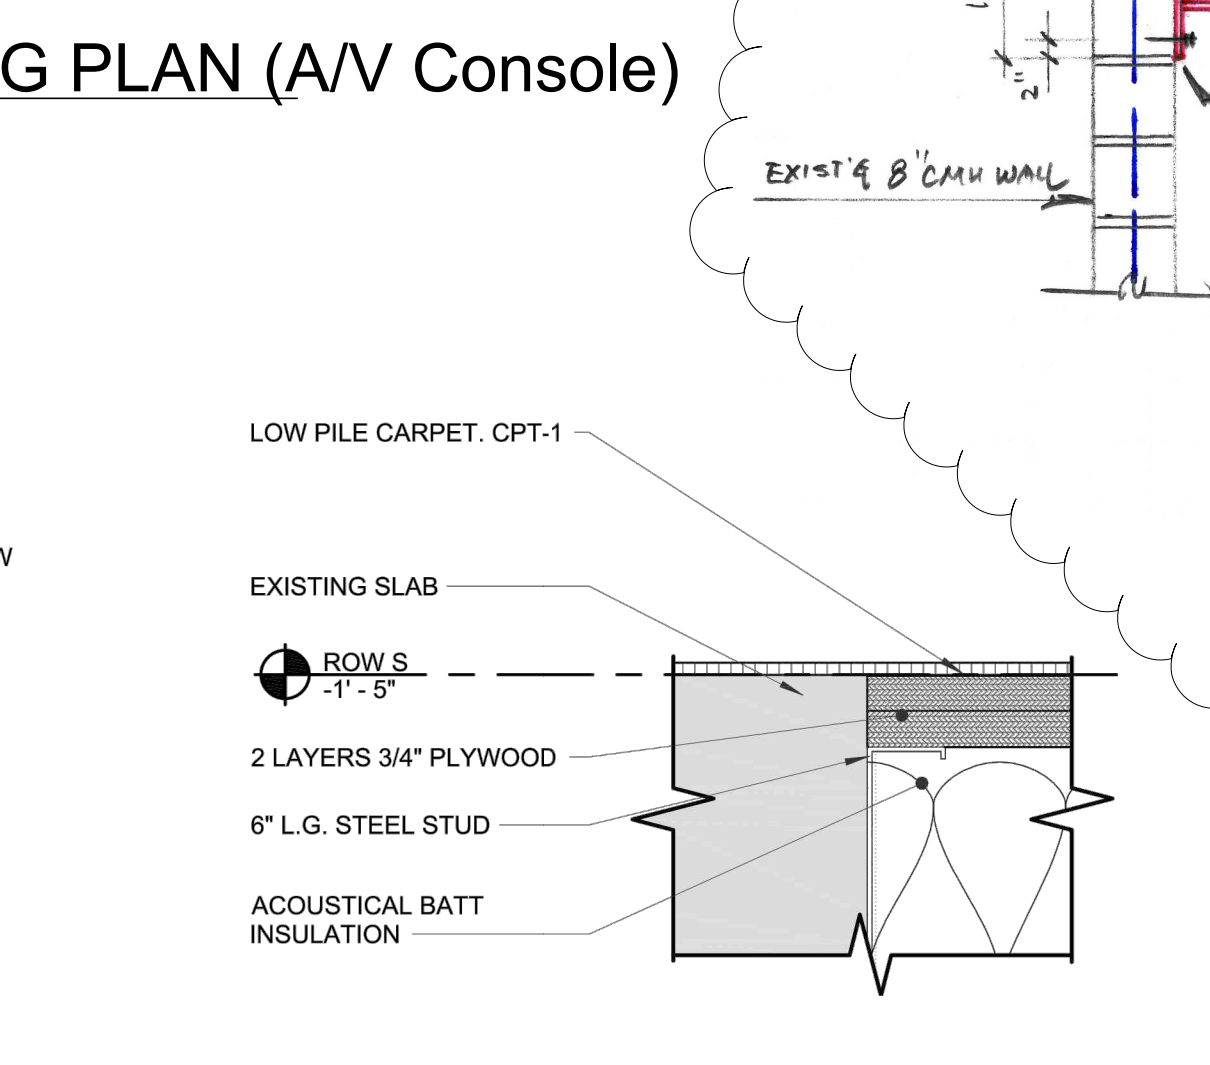 G PLAN (A/V Console)
2"
EXIST'G 8" CMU WALL
LOW PILE CARPET. CPT-1
W
EXISTING SLAB
ROW S
-1' - 5"
2 LAYERS 3/4" PLYWOOD
6" L.G. STEEL STUD
ACOUSTICAL BATT
INSULATION